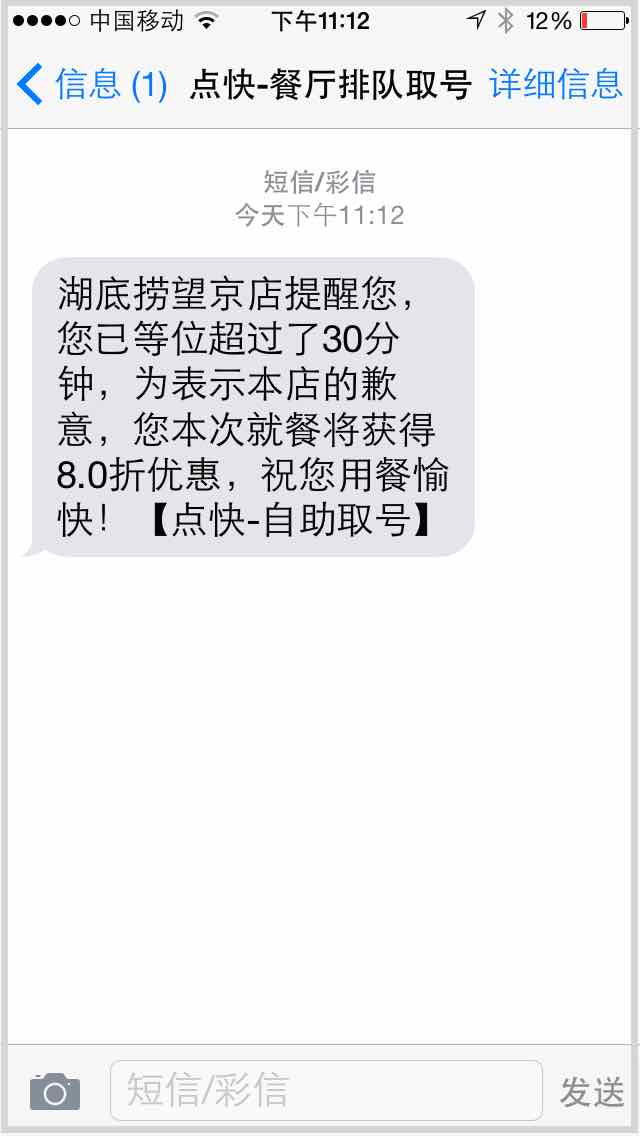 中国移动 下午11:12 12%
信息 (1) 点快-餐厅排队取号 详细信息
短信/彩信
今天下午11:12
湖底捞望京店提醒您，
您已等位超过了30分
钟，为表示本店的歉
意，您本次就餐将获得
8.0折优惠，祝您用餐愉
快！【点快-自助取号】
短信/彩信 发送